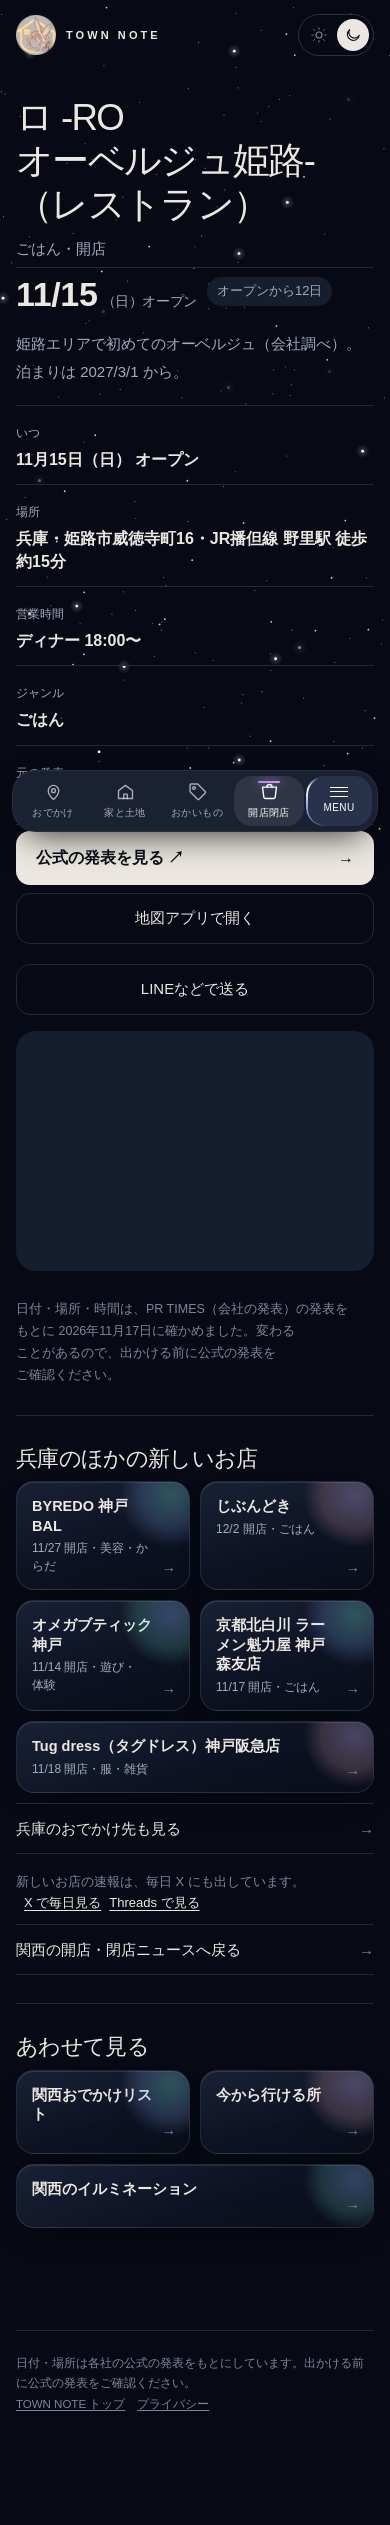 TOWN NOTE
ロ -RO
オーベルジュ姫路-
（レストラン）
ごはん・開店
11/15 （日）オープン オープンから12日
姫路エリアで初めてのオーベルジュ（会社調べ）。
泊まりは 2027/3/1 から。
いつ
11月15日（日） オープン
場所
兵庫・姫路市威徳寺町16・JR播但線 野里駅 徒歩
約15分
営業時間
ディナー 18:00〜
ジャンル
ごはん
おでかけ 家と土地 おかいもの 開店閉店 MENU
公式の発表を見る ↗ →
地図アプリで開く
LINEなどで送る
日付・場所・時間は、PR TIMES（会社の発表）の発表を
もとに 2026年11月17日に確かめました。変わる
ことがあるので、出かける前に公式の発表を
ご確認ください。
兵庫のほかの新しいお店
BYREDO 神戸
BAL
11/27 開店・美容・か
らだ →
じぶんどき
12/2 開店・ごはん
→
オメガブティック
神戸
11/14 開店・遊び・
体験 →
京都北白川 ラー
メン魁力屋 神戸
森友店
11/17 開店・ごはん →
Tug dress（タグドレス）神戸阪急店
11/18 開店・服・雑貨 →
兵庫のおでかけ先も見る →
新しいお店の速報は、毎日 X にも出しています。
X で毎日見る Threads で見る
関西の開店・閉店ニュースへ戻る →
あわせて見る
関西おでかけリス
ト →
今から行ける所
→
関西のイルミネーション
→
日付・場所は各社の公式の発表をもとにしています。出かける前
に公式の発表をご確認ください。
TOWN NOTE トップ プライバシー